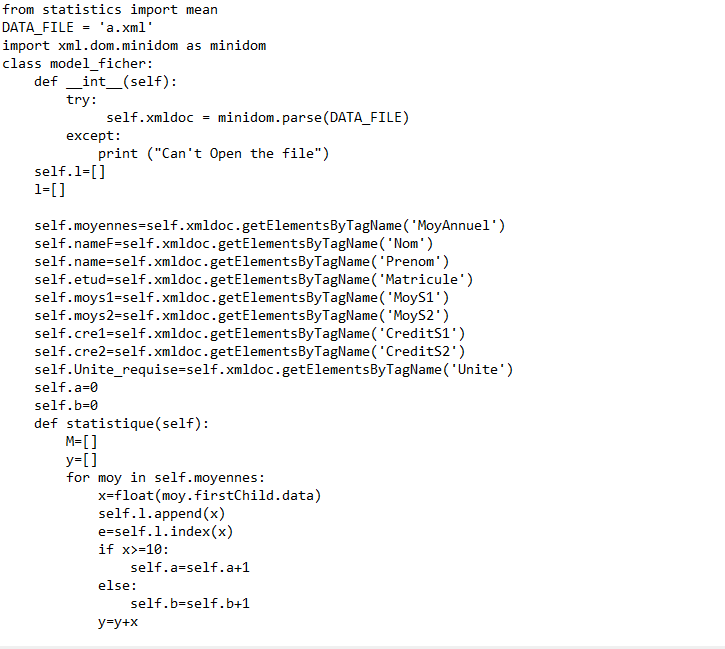 from statistics import mean
DATA_FILE = 'a.xml'
import xml.dom.minidom as minidom
class model_ficher:
    def __int__(self):
        try:
             self.xmldoc = minidom.parse(DATA_FILE)
        except:
            print ("Can't Open the file")
    self.l=[]
    l=[]

    self.moyennes=self.xmldoc.getElementsByTagName('MoyAnnuel')
    self.nameF=self.xmldoc.getElementsByTagName('Nom')
    self.name=self.xmldoc.getElementsByTagName('Prenom')
    self.etud=self.xmldoc.getElementsByTagName('Matricule')
    self.moys1=self.xmldoc.getElementsByTagName('MoyS1')
    self.moys2=self.xmldoc.getElementsByTagName('MoyS2')
    self.cre1=self.xmldoc.getElementsByTagName('CreditS1')
    self.cre2=self.xmldoc.getElementsByTagName('CreditS2')
    self.Unite_requise=self.xmldoc.getElementsByTagName('Unite')
    self.a=0
    self.b=0
    def statistique(self):
        M=[]
        y=[]
        for moy in self.moyennes:
            x=float(moy.firstChild.data)
            self.l.append(x)
            e=self.l.index(x)
            if x>=10:
                self.a=self.a+1
            else:
                self.b=self.b+1
            y=y+x